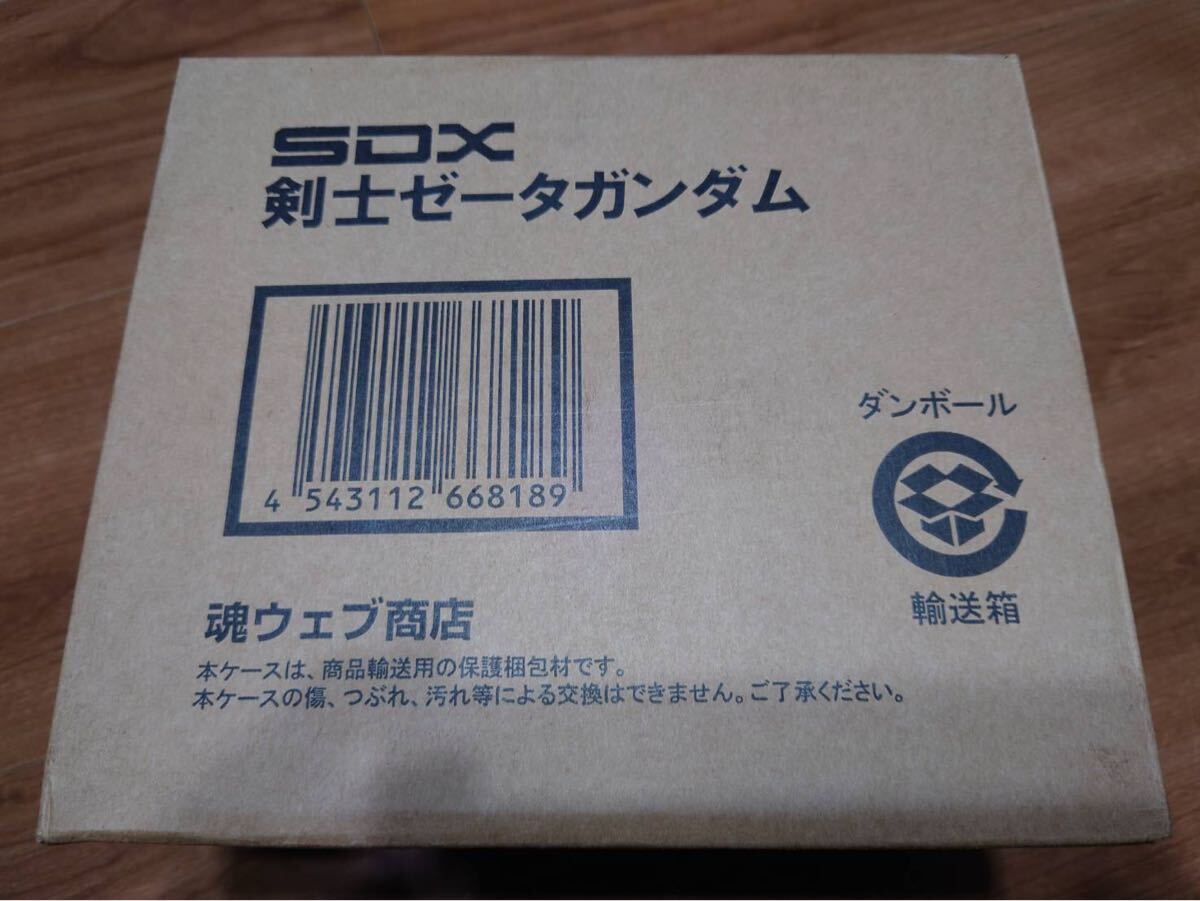 SDX
剣士ゼータガンダム
4 543112 668189
ダンボール
輸送箱
魂ウェブ商店
本ケースは、商品輸送用の保護梱包材です。
本ケースの傷、つぶれ、汚れ等による交換はできません。ご了承ください。